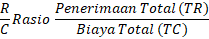 R/C Rasio Penerimaan Total (TR)/Biaya Total (TC)